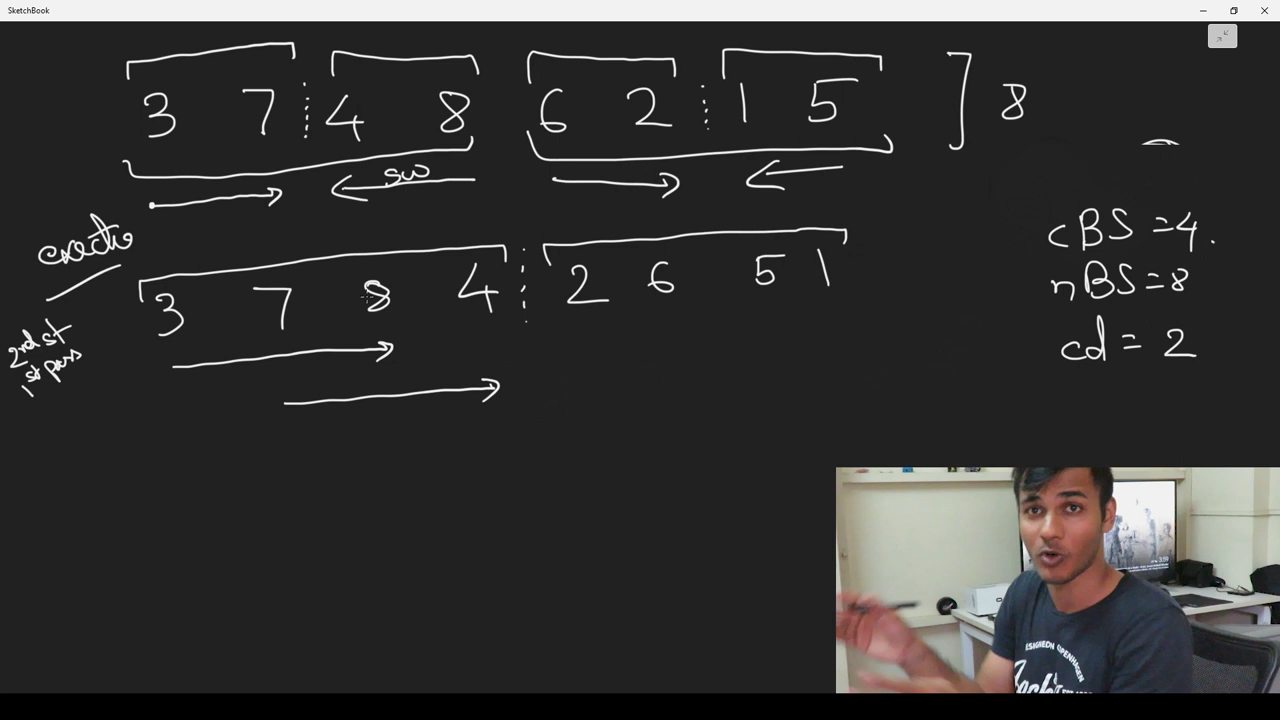 SketchBook
3 7 4 8 6 2 1 5 ] 8
sw
3 7 8 4 2 6 5 1
2nd st
1st pass
cBS = 4.
nBS = 8
cd = 2